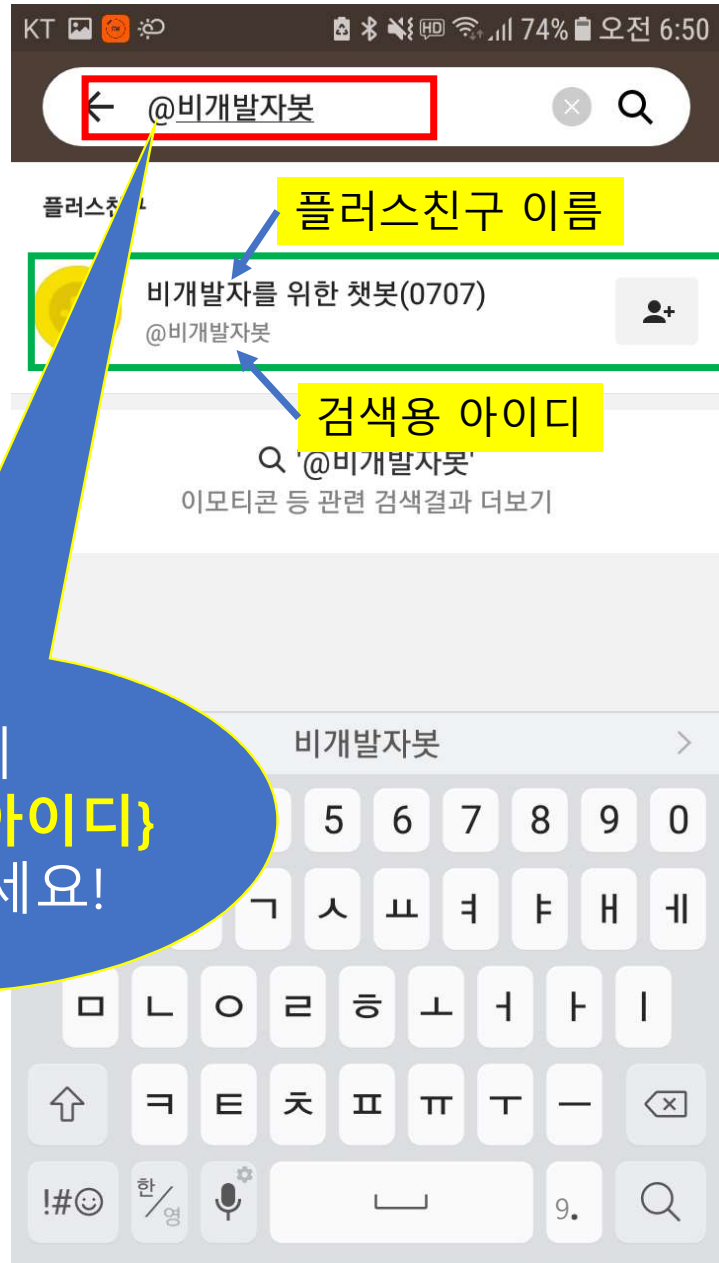 KT 74% 오전 6:50
@비개발자봇
플러스친구
플러스친구 이름
비개발자를 위한 챗봇(0707)
@비개발자봇
검색용 아이디
'@비개발자봇'
이모티콘 등 관련 검색결과 더보기
비개발자봇
아이디}
세요!
5 6 7 8 9 0
ㄱ ㅅ ㅛ ㅕ ㅑ ㅐ ㅔ
ㅁ ㄴ ㅇ ㄹ ㅎ ㅗ ㅓ ㅏ ㅣ
ㅋ ㅌ ㅊ ㅍ ㅠ ㅜ ㅡ
!#☺ 한/영 9.